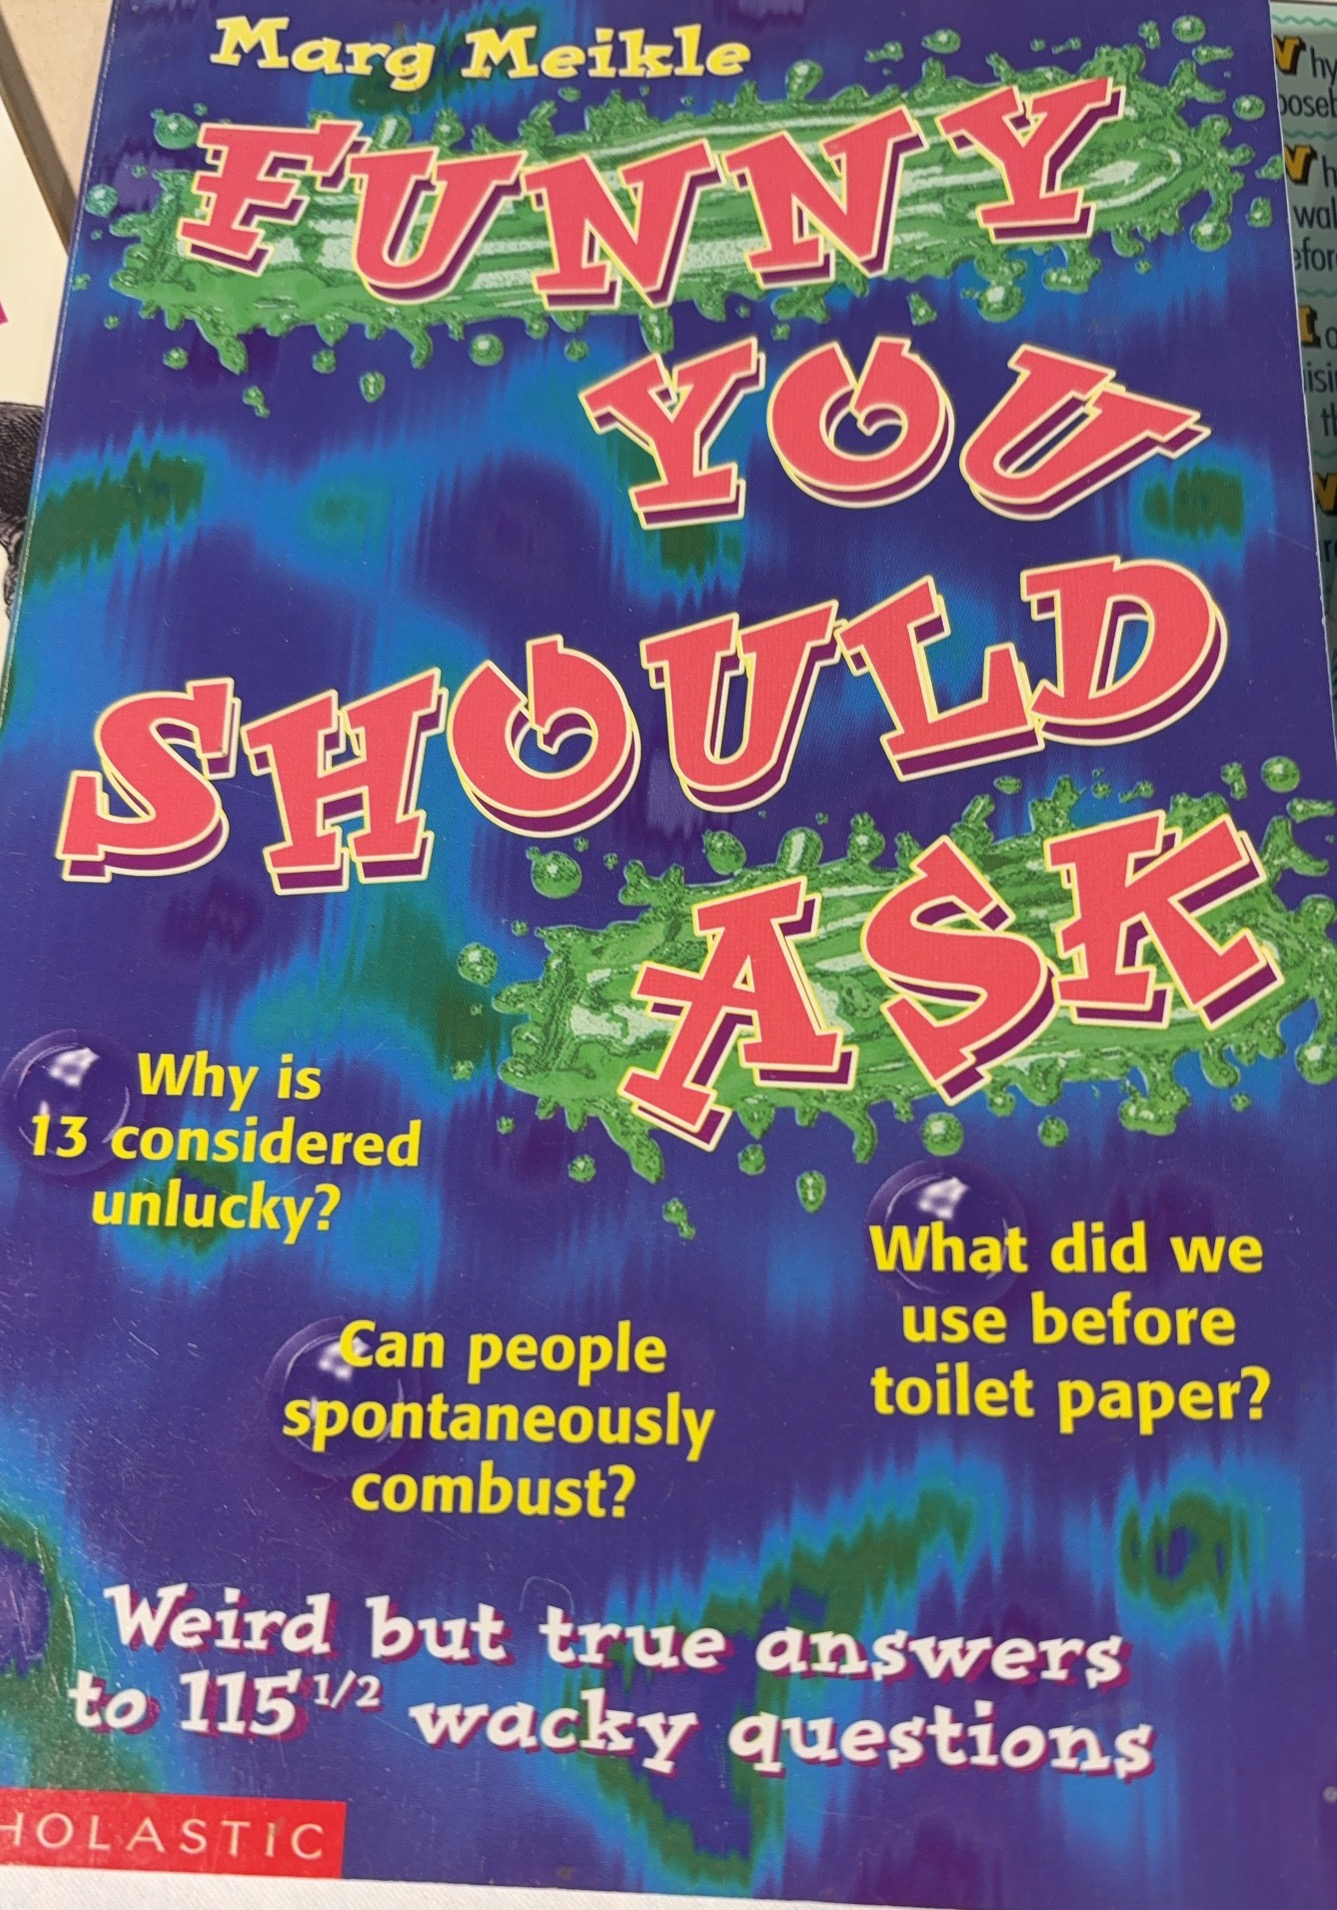 Marg Meikle
FUNNY
YOU
SHOULD
ASK
Why is
13 considered
unlucky?
What did we
use before
toilet paper?
Can people
spontaneously
combust?
Weird but true answers
to 115 1/2 wacky questions
HOLASTIC